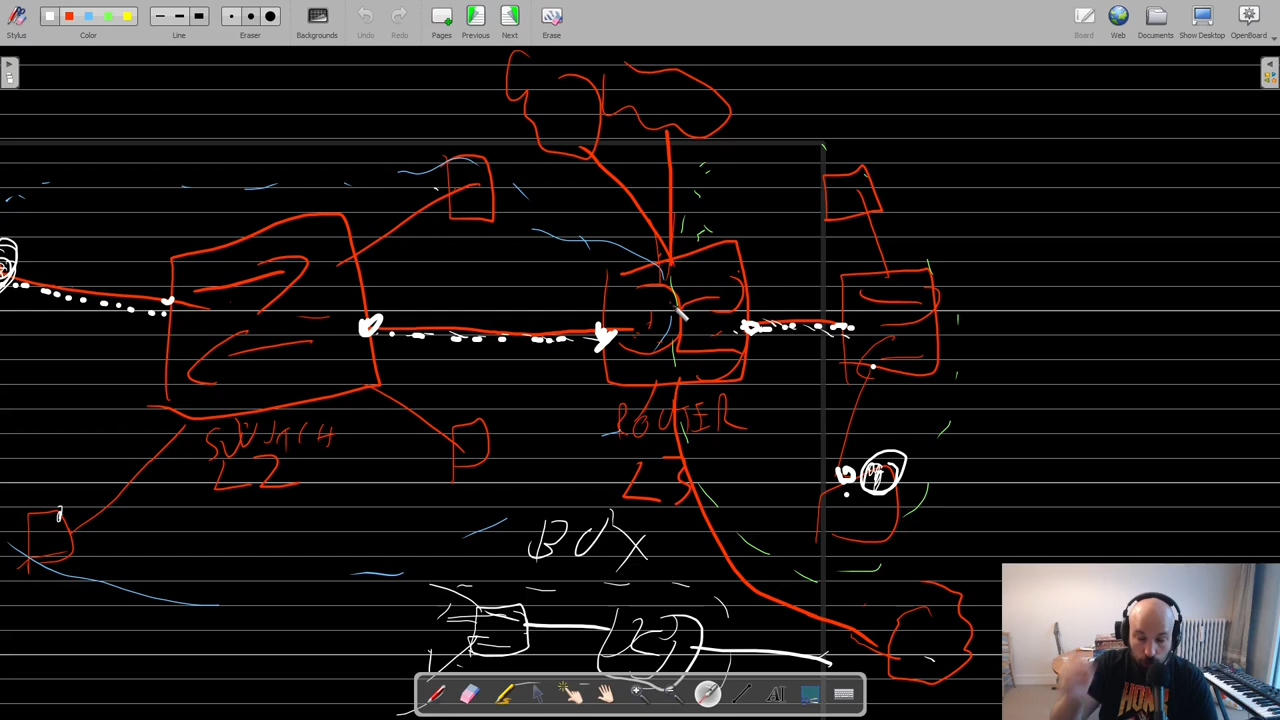 Stylus
Color
Line
Eraser
Backgrounds
Undo
Redo
Pages
Previous
Next
Erase
Board
Web
Documents
Show Desktop
OpenBoard
SWITCH
L2
ROUTER
L3
BOX
AI